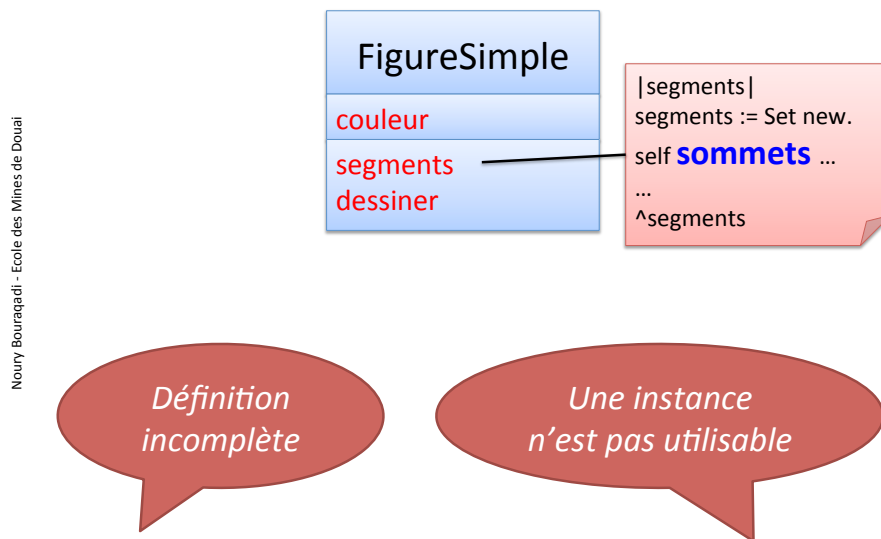 FigureSimple
couleur
segments
dessiner
|segments|
segments := Set new.
self sommets ...
...
^segments
Noury Bouraqadi - Ecole des Mines de Douai
Définition
incomplète
Une instance
n’est pas utilisable